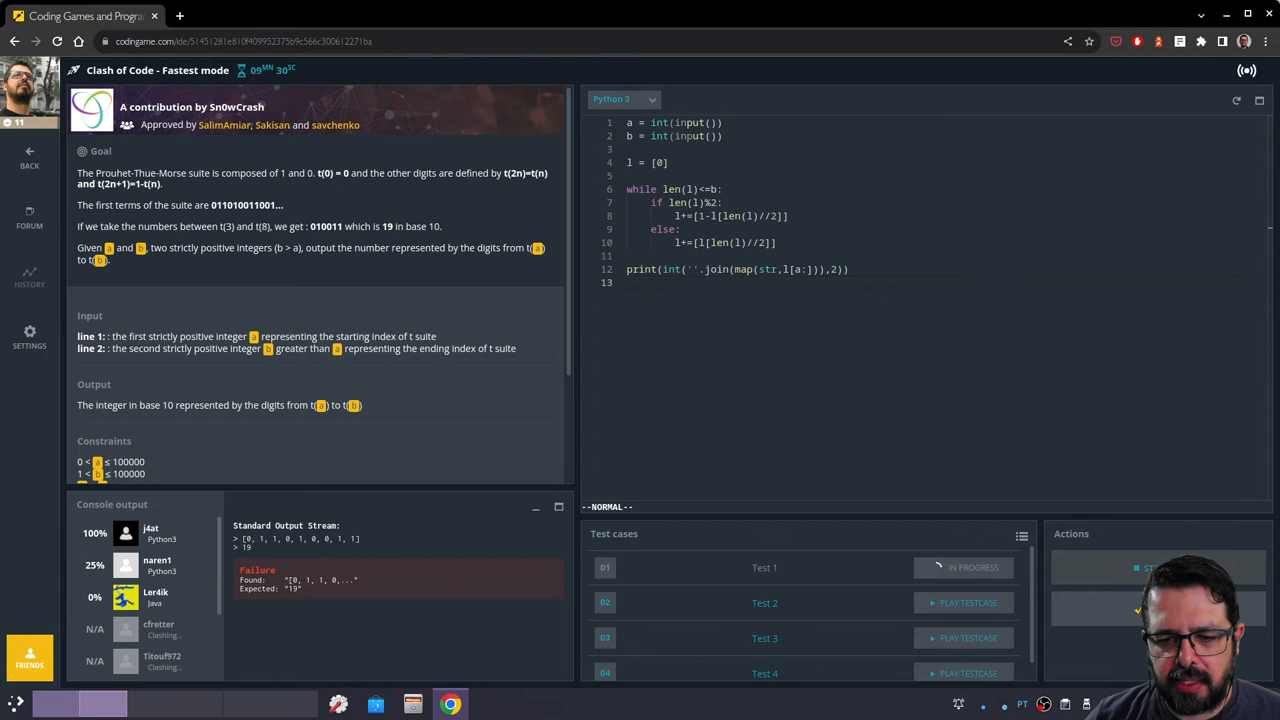 Coding Games and Progra
codingame.com/ide/51451281e810f409952375b9c566c30061227 1ba
Clash of Code - Fastest mode
09MN 30SC
11
BACK
FORUM
HISTORY
SETTINGS
FRIENDS
A contribution by Sn0wCrash
Approved by SalimAmiar, Sakisan and savchenko
Goal
The Prouhet-Thue-Morse suite is composed of 1 and 0. t(0) = 0 and the other digits are defined by t(2n)=t(n)
and t(2n+1)=1-t(n).
The first terms of the suite are 011010011001...
If we take the numbers between t(3) and t(8), we get : 010011 which is 19 in base 10.
Given a and b, two strictly positive integers (b > a), output the number represented by the digits from t(a)
to t(b).
Input
line 1: : the first strictly positive integer a representing the starting index of t suite
line 2: : the second strictly positive integer b greater than a representing the ending index of t suite
Output
The integer in base 10 represented by the digits from t(a) to t(b)
Constraints
0 < a ≤ 100000
1 < b ≤ 100000
Console output
100%
j4at
Python3
25%
naren1
Python3
0%
Ler4ik
Java
N/A
cfretter
Clashing...
N/A
Titouf972
Clashing...
Standard Output Stream:
> [0, 1, 1, 0, 1, 0, 0, 1, 1]
> 19
Failure
Found: "[0, 1, 1, 0,..."
Expected: "19"
Python 3
1 a = int(input())
2 b = int(input())
3
4 l = [0]
5
6 while len(l)<=b:
7 if len(l)%2:
8 l+=[1-l[len(l)//2]]
9 else:
10 l+=[l[len(l)//2]]
11
12 print(int(''.join(map(str,l[a:])),2))
13
--NORMAL--
Test cases
01 Test 1 IN PROGRESS
02 Test 2 PLAY TESTCASE
03 Test 3 PLAY TESTCASE
04 Test 4 PLAY TESTCASE
Actions
PT